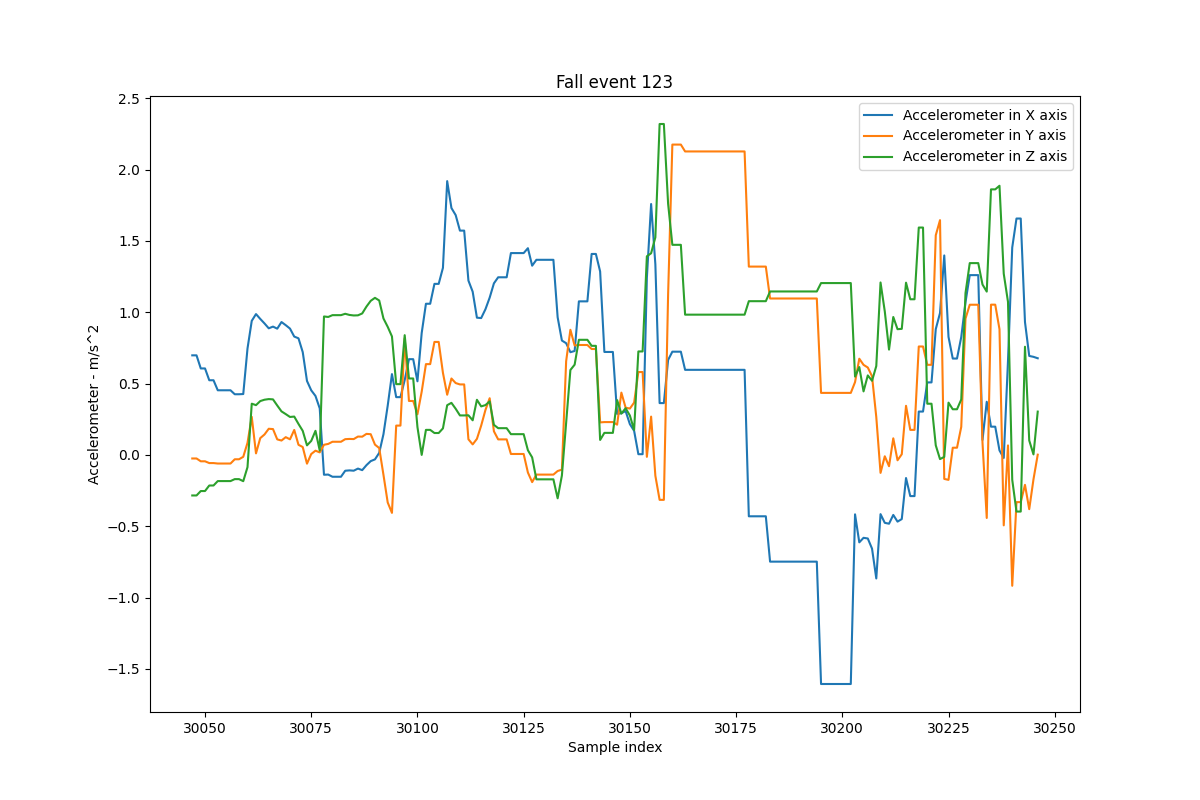 Fall event 123
Accelerometer in X axis
Accelerometer in Y axis
Accelerometer in Z axis
Accelerometer - m/s^2
2.5
2.0
1.5
1.0
0.5
0.0
−0.5
−1.0
−1.5
30050 30075 30100 30125 30150 30175 30200 30225 30250
Sample index